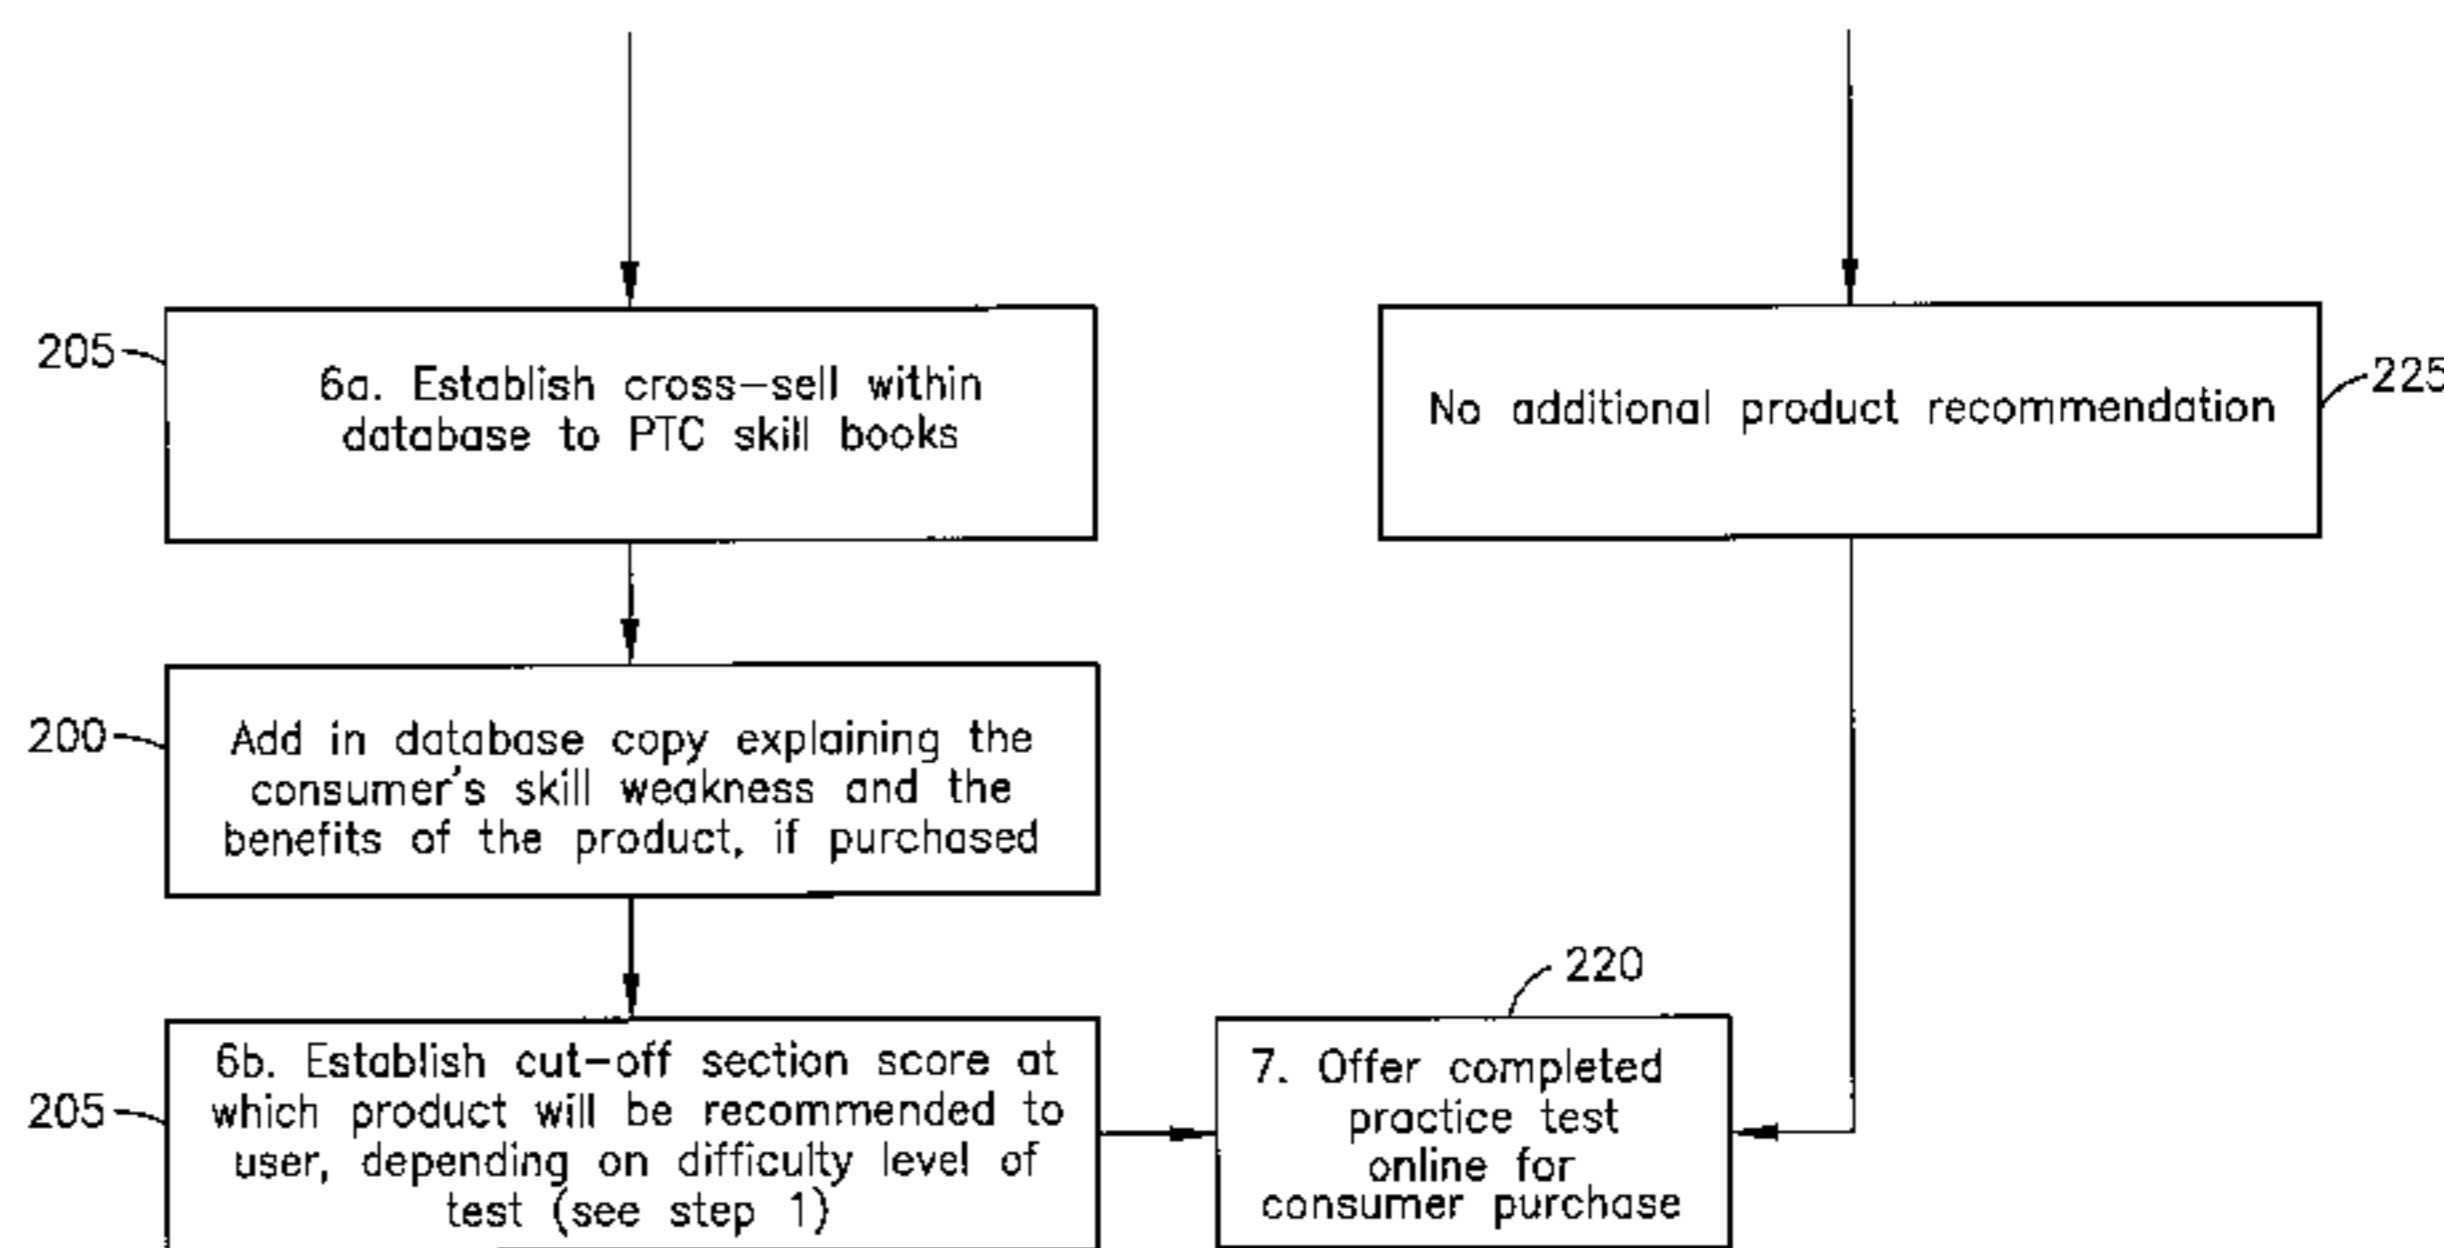 205
6a. Establish cross-sell within
database to PTC skill books
No additional product recommendation
225
200
Add in database copy explaining the
consumer's skill weakness and the
benefits of the product, if purchased
205
6b. Establish cut-off section score at
which product will be recommended to
user, depending on difficulty level of
test (see step 1)
220
7. Offer completed
practice test
online for
consumer purchase